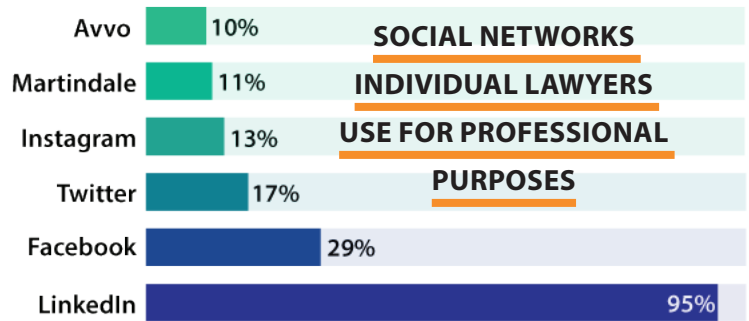 SOCIAL NETWORKS
INDIVIDUAL LAWYERS
USE FOR PROFESSIONAL
PURPOSES
Avvo 10%
Martindale 11%
Instagram 13%
Twitter 17%
Facebook 29%
LinkedIn 95%